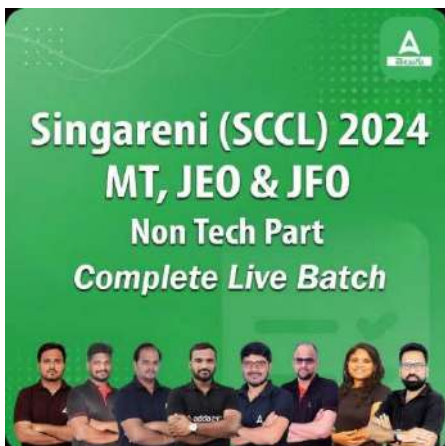 A
తెలుగు
Singareni (SCCL) 2024
MT, JEO & JFO
Non Tech Part
Complete Live Batch